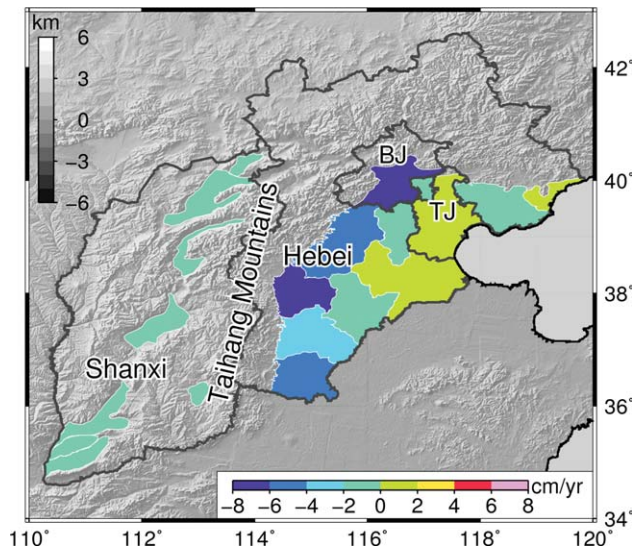 km
6
3
0
−3
−6
42°
40°
38°
36°
34°
BJ
TJ
Hebei
Taihang Mountains
Shanxi
cm/yr
−8 −6 −4 −2 0 2 4 6 8
110 112 114 116 118 120